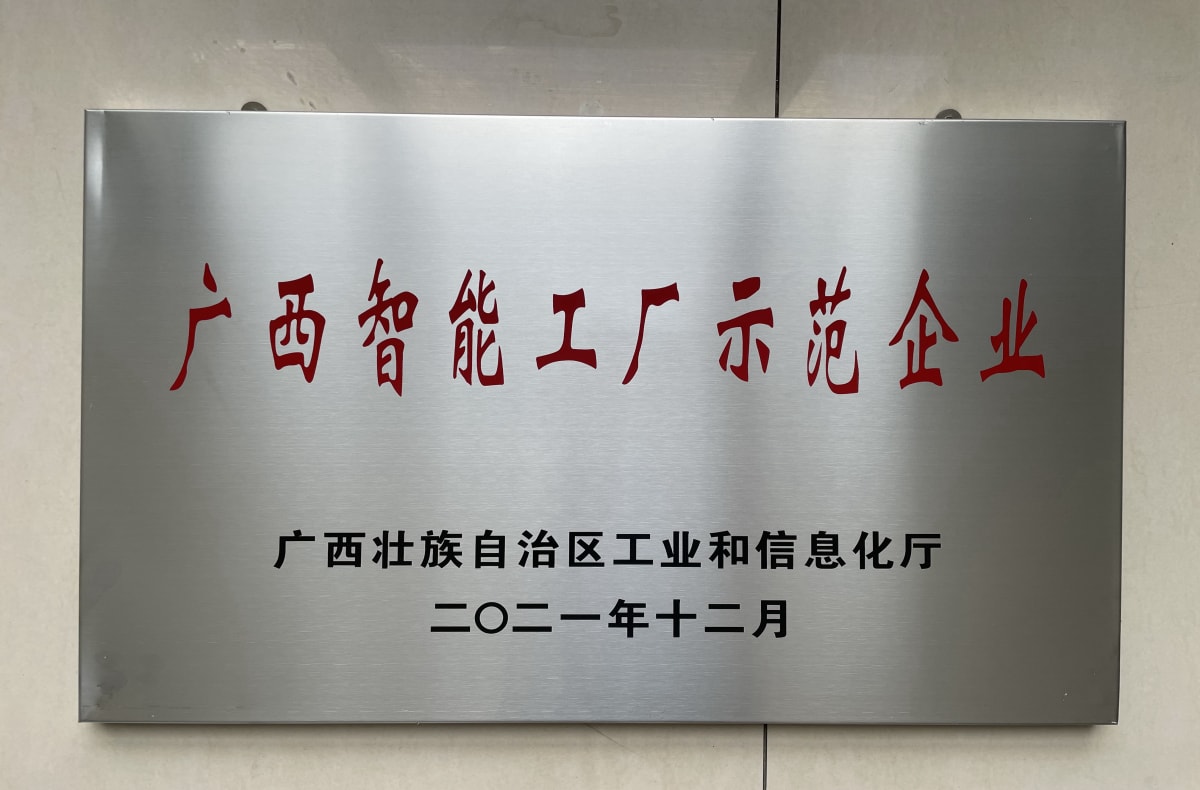 广西智能工厂示范企业
广西壮族自治区工业和信息化厅
二〇二一年十二月